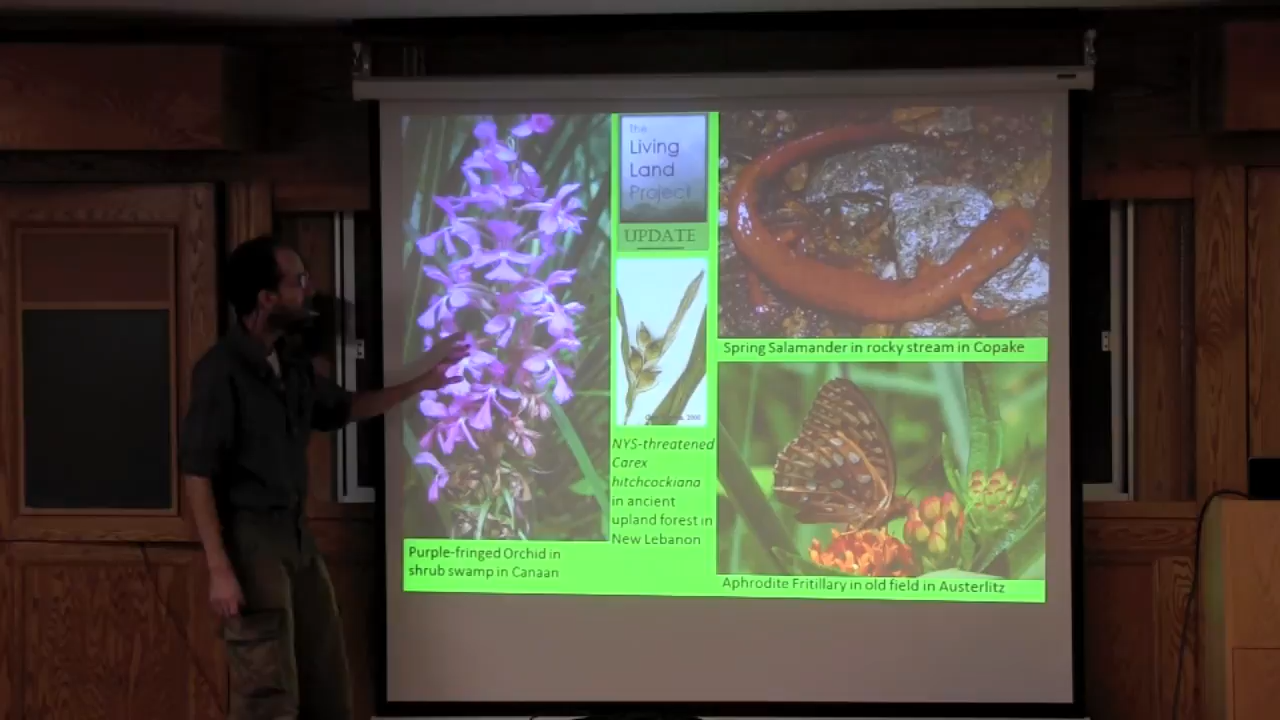 the
Living
Land
Project
UPDATE
NYS-threatened
Carex
hitchcockiana
in ancient
upland forest in
New Lebanon
Purple-fringed Orchid in
shrub swamp in Canaan
Spring Salamander in rocky stream in Copake
Aphrodite Fritillary in old field in Austerlitz